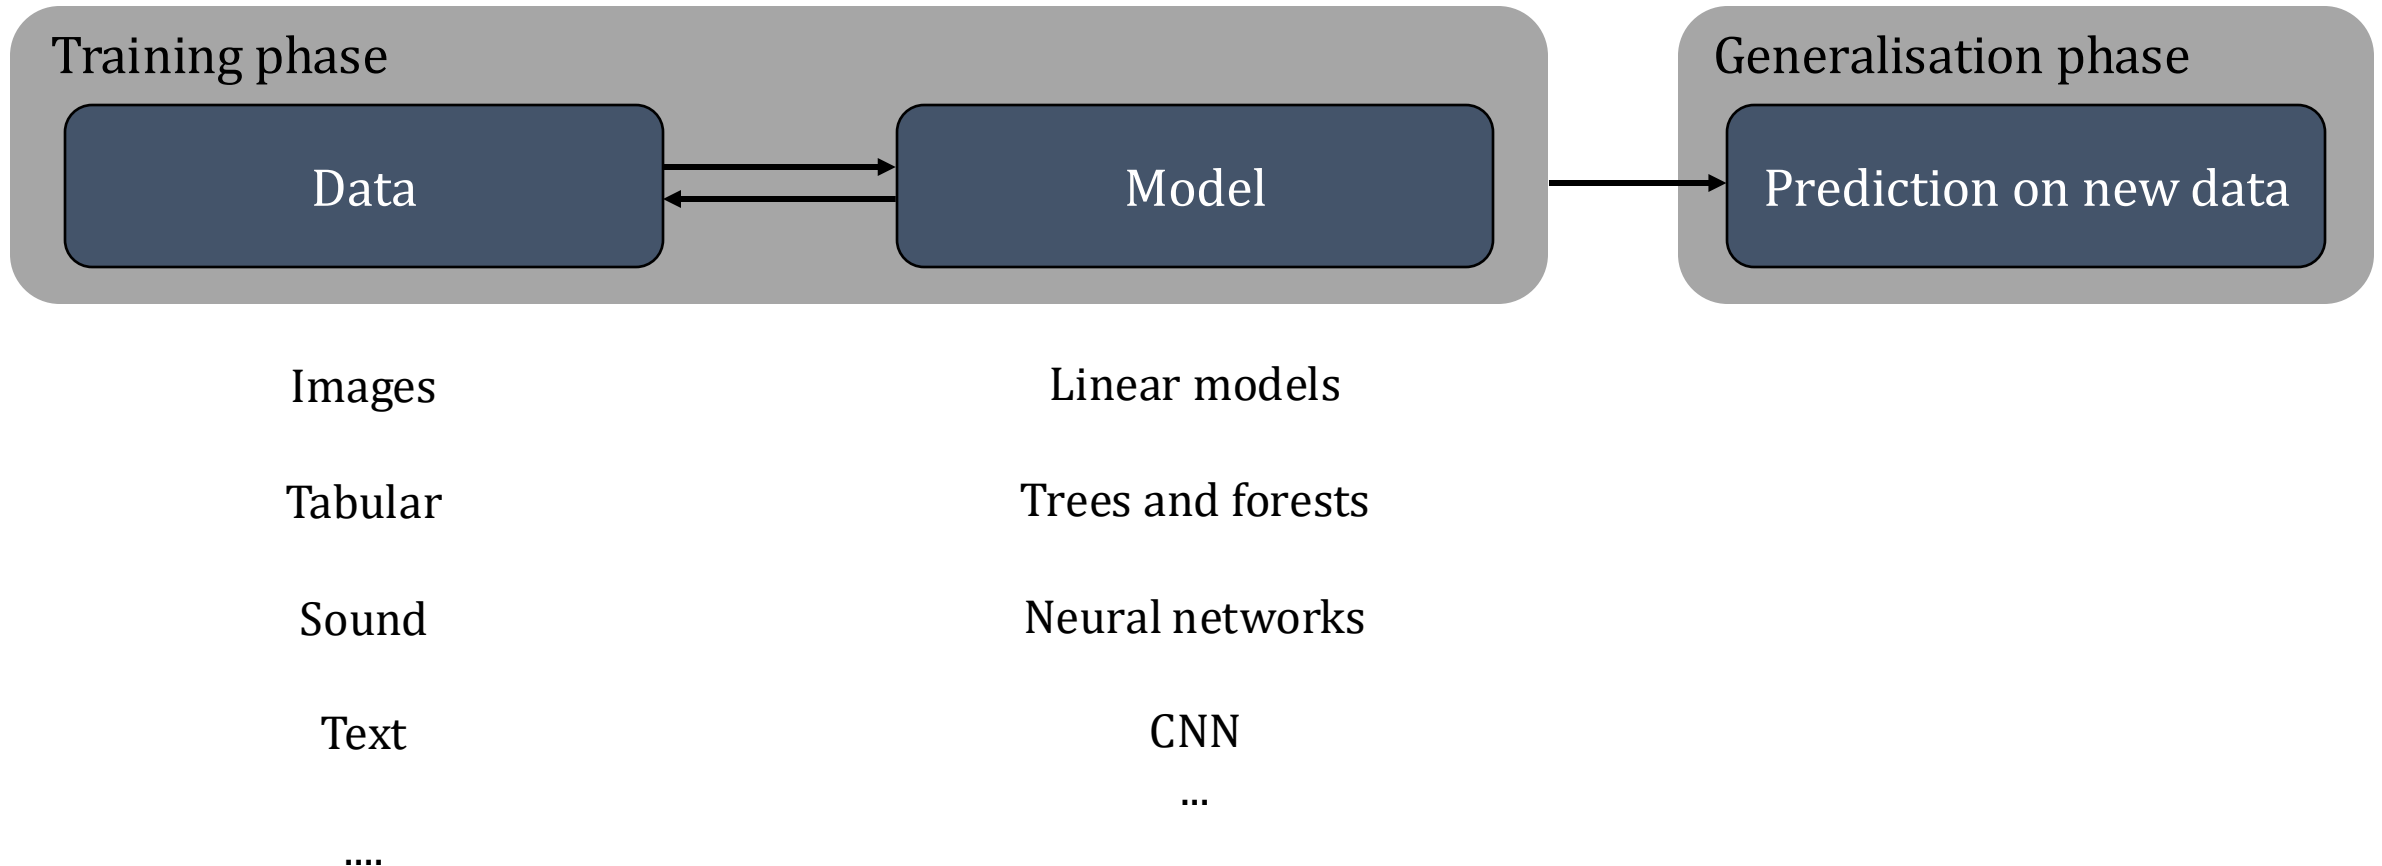 Training phase
Generalisation phase
Data
Model
Prediction on new data
Images
Linear models
Tabular
Trees and forests
Sound
Neural networks
Text
CNN
...
....